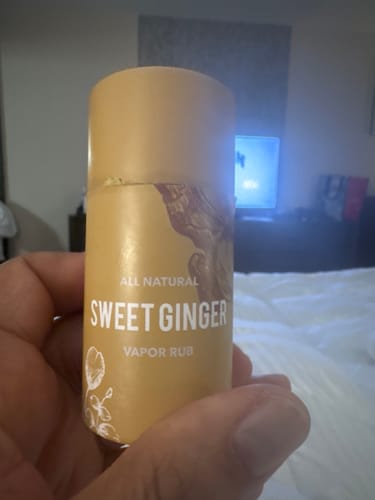 ALL NATURAL
SWEET GINGER
VAPOR RUB